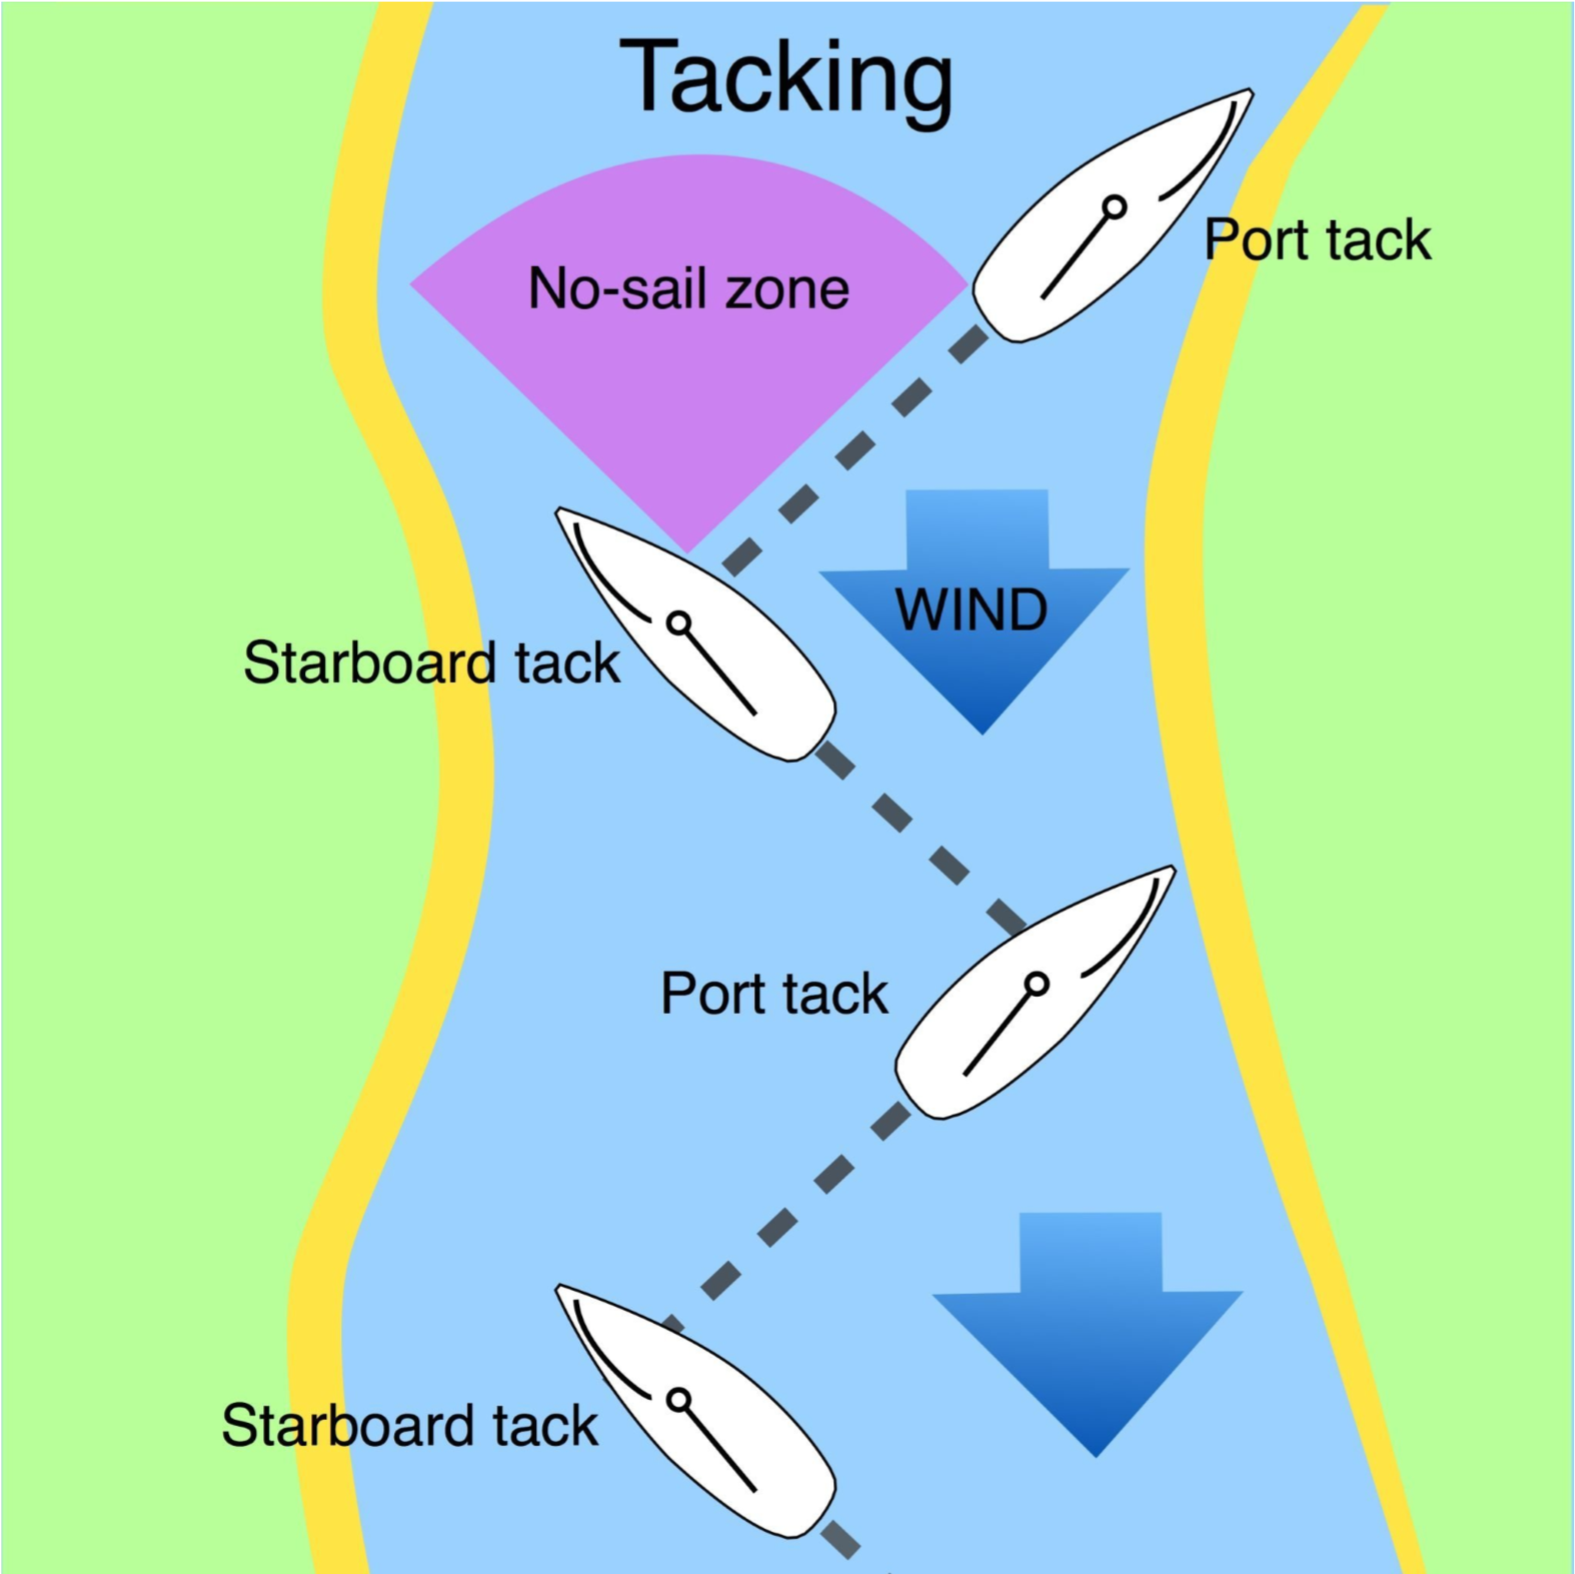 Tacking
Port tack
No-sail zone
WIND
Starboard tack
Port tack
Starboard tack